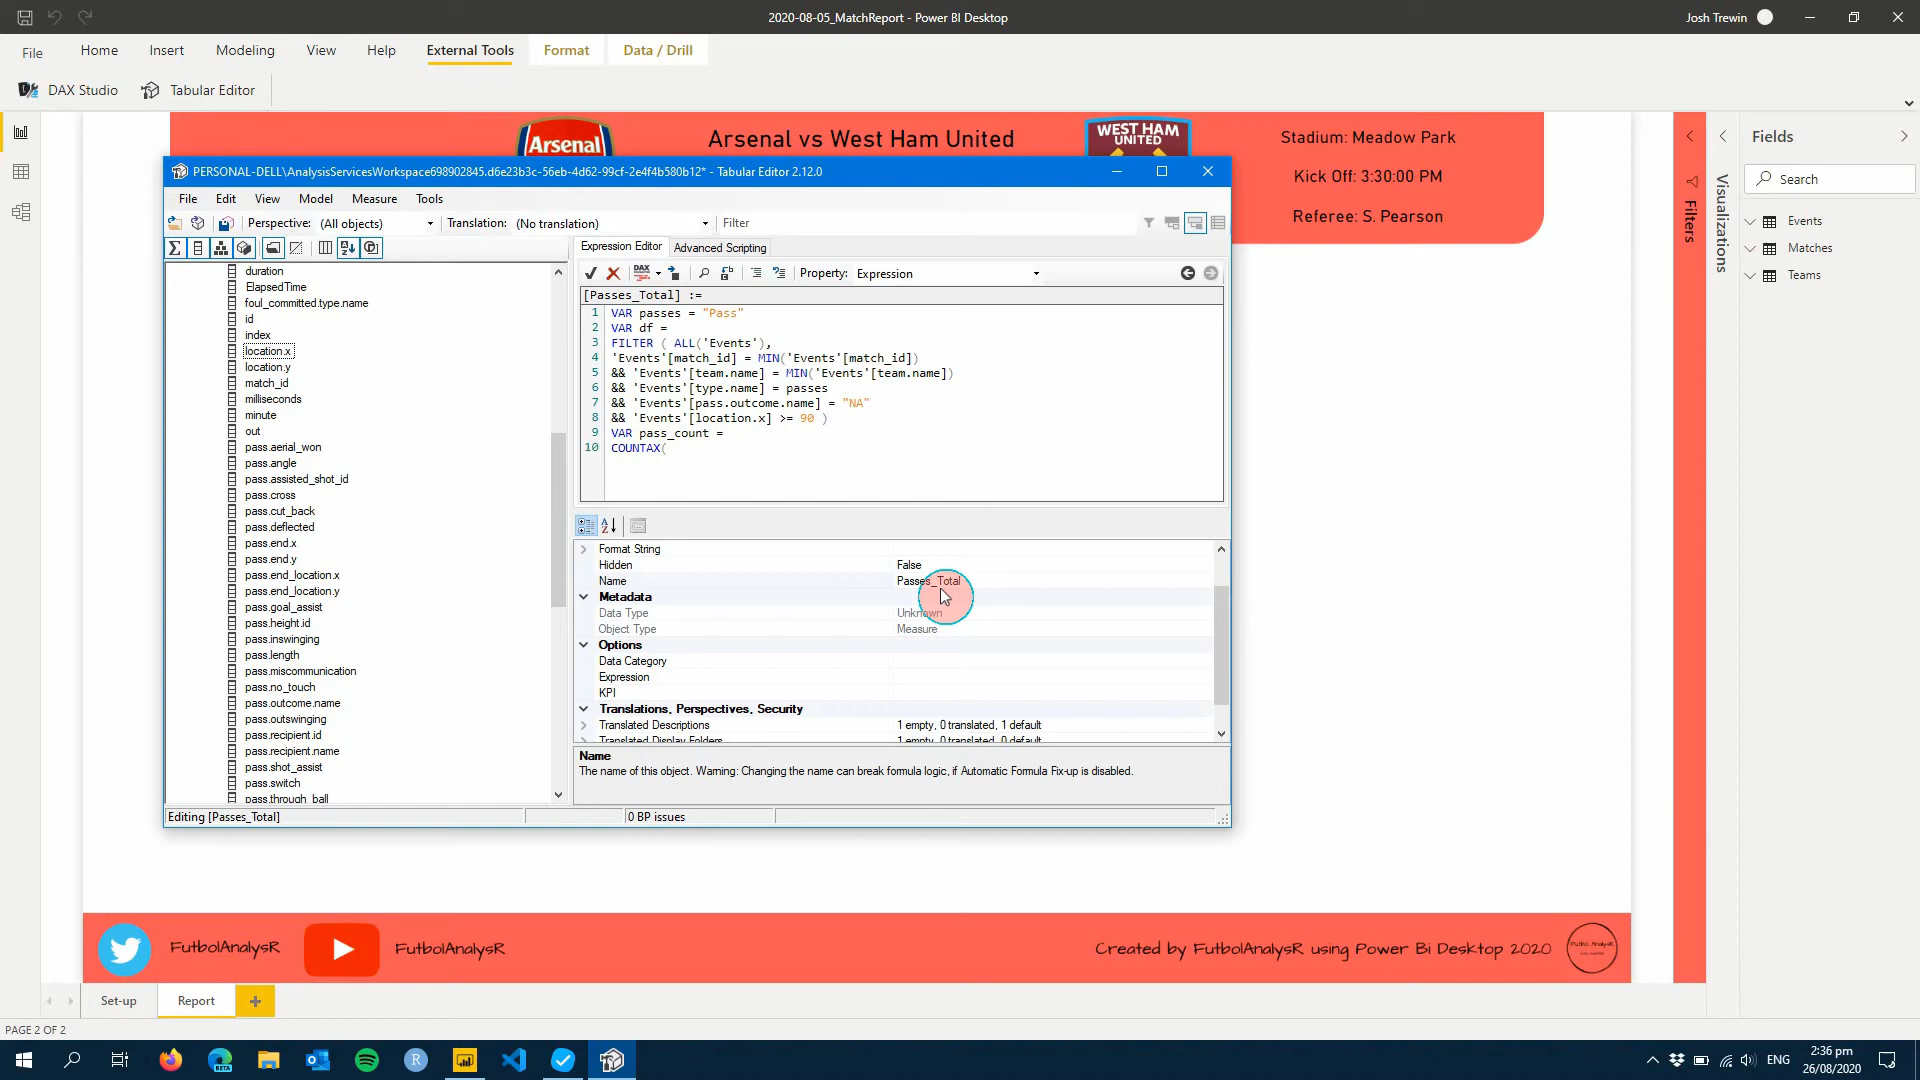 2020-08-05_MatchReport - Power BI Desktop
Josh Trewin
File
Home
Insert
Modeling
View
Help
External Tools
Format
Data / Drill
DAX Studio
Tabular Editor
Arsenal
Arsenal vs West Ham United
WEST HAM
UNITED
Stadium: Meadow Park
Kick Off: 3:30:00 PM
Referee: S. Pearson
Filters
Visualizations
Fields
Search
Events
Matches
Teams
PERSONAL-DELL\AnalysisServicesWorkspace698902845.d6e23b3c-56eb-4d62-99cf-2e4f4b580b12* - Tabular Editor 2.12.0
File
Edit
View
Model
Measure
Tools
Perspective:
(All objects)
Translation:
(No translation)
Filter
duration
ElapsedTime
foul_committed.type.name
id
index
location.x
location.y
match_id
milliseconds
minute
out
pass.aerial_won
pass.angle
pass.assisted_shot_id
pass.cross
pass.cut_back
pass.deflected
pass.end.x
pass.end.y
pass.end_location.x
pass.end_location.y
pass.goal_assist
pass.height.id
pass.inswinging
pass.length
pass.miscommunication
pass.no_touch
pass.outcome.name
pass.outswinging
pass.recipient.id
pass.recipient.name
pass.shot_assist
pass.switch
pass.through_ball
Expression Editor
Advanced Scripting
DAX
Property:
Expression
[Passes_Total] :=
1 VAR passes = "Pass"
2 VAR df =
3 FILTER ( ALL('Events'),
4 'Events'[match_id] = MIN('Events'[match_id])
5 && 'Events'[team.name] = MIN('Events'[team.name])
6 && 'Events'[type.name] = passes
7 && 'Events'[pass.outcome.name] = "NA"
8 && 'Events'[location.x] >= 90 )
9 VAR pass_count =
10 COUNTAX(
Format String
Hidden False
Name Passes_Total
Metadata
Data Type Unknown
Object Type Measure
Options
Data Category
Expression
KPI
Translations, Perspectives, Security
Translated Descriptions 1 empty, 0 translated, 1 default
Translated Display Folders 1 empty, 0 translated, 0 default
Name
The name of this object. Warning: Changing the name can break formula logic, if Automatic Formula Fix-up is disabled.
Editing [Passes_Total]
0 BP issues
FutbolAnalysR
FutbolAnalysR
Created by FutbolAnalysR using Power Bi Desktop 2020
Set-up
Report
PAGE 2 OF 2
BETA
R
ENG
2:36 pm
26/08/2020